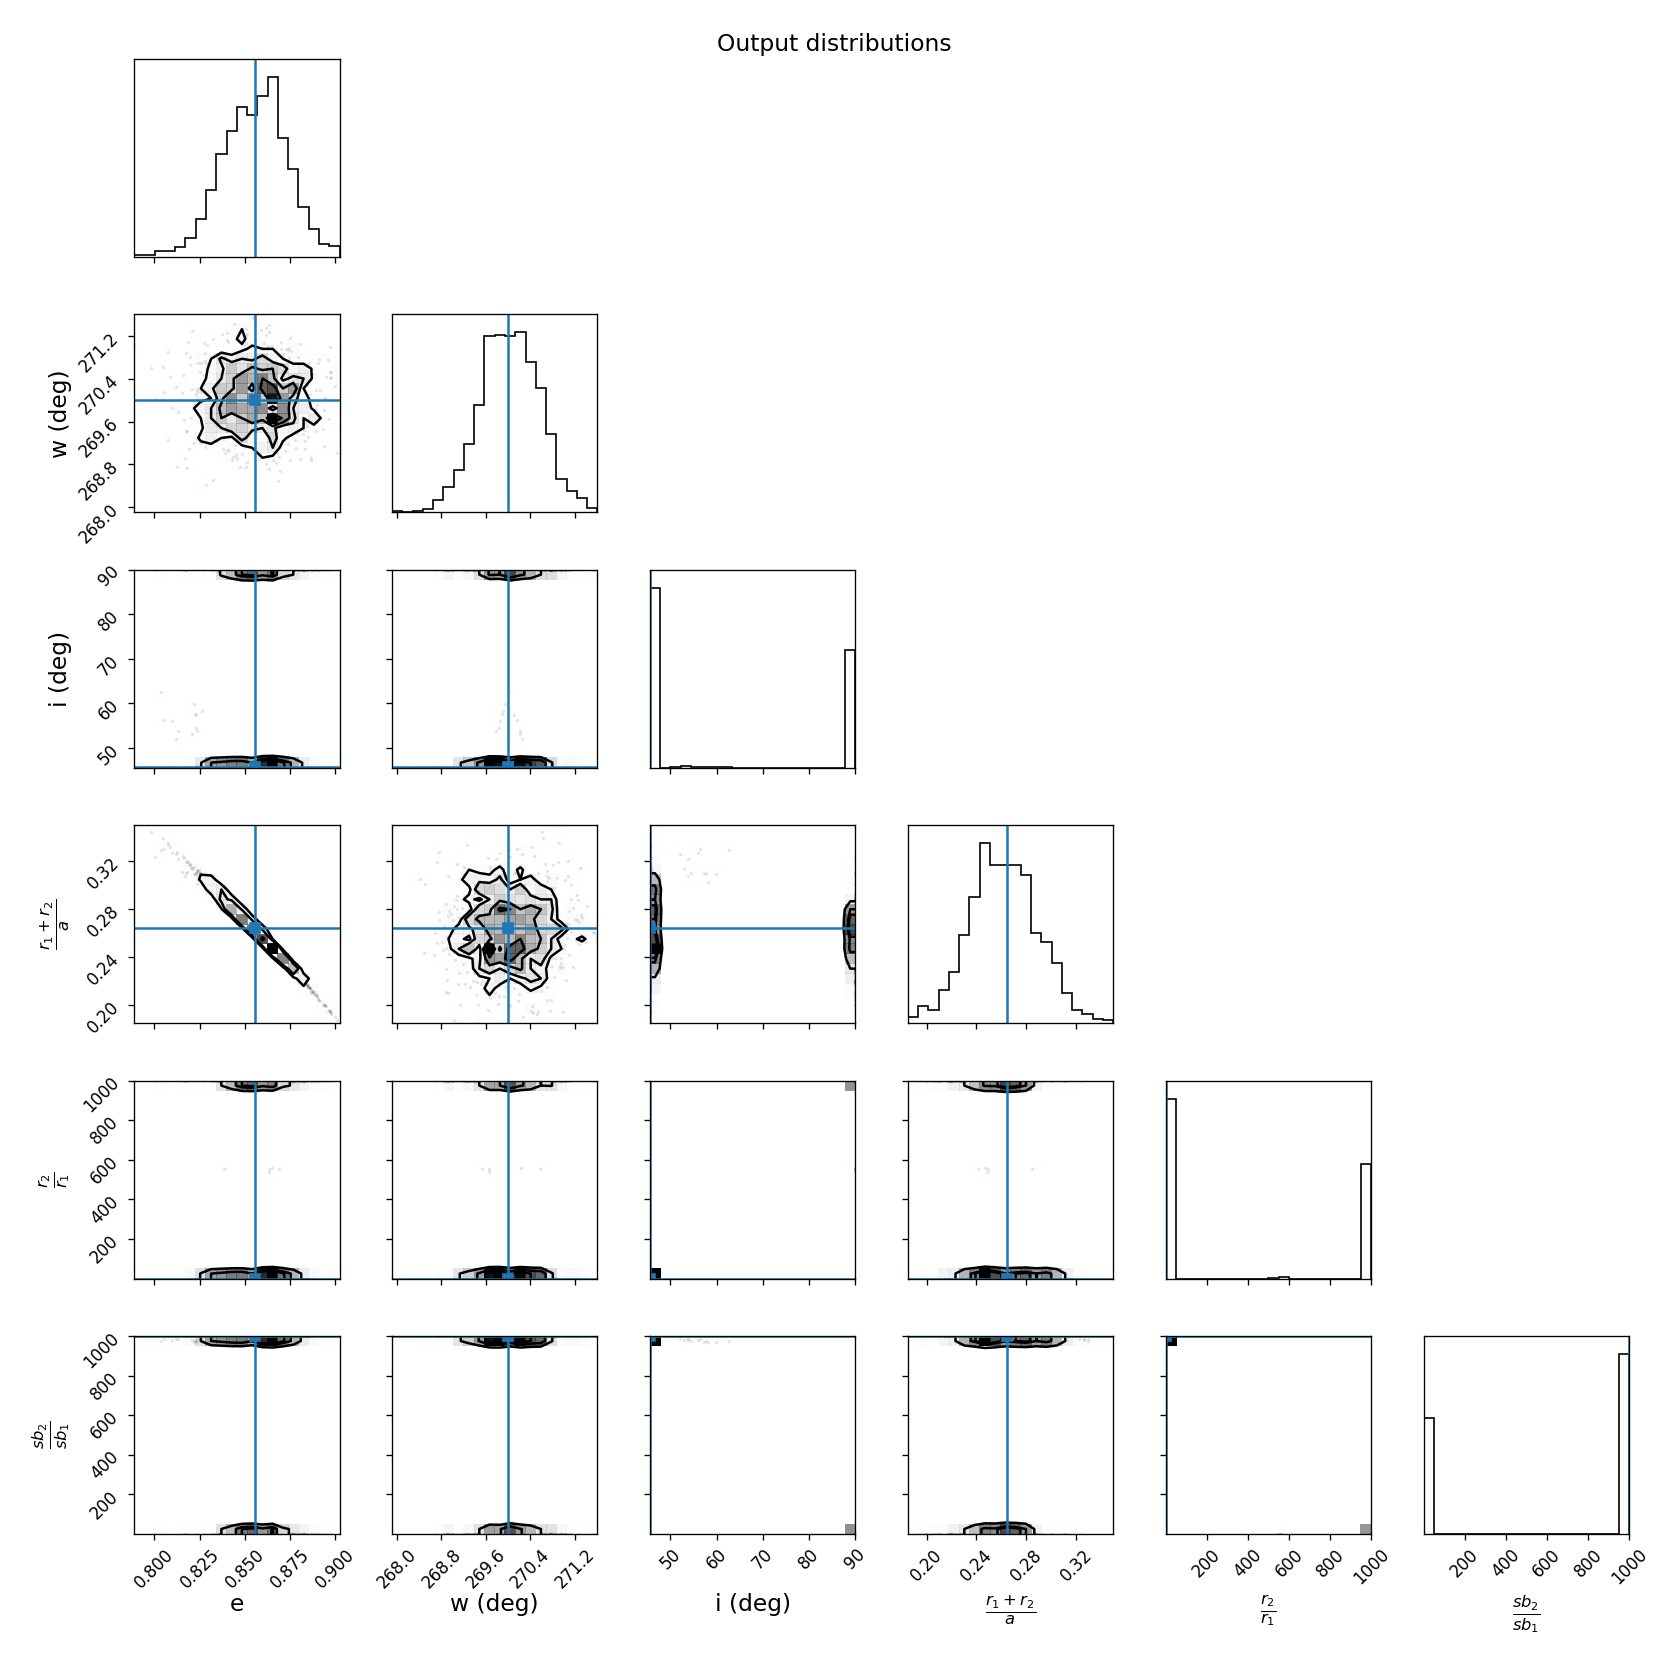 Output distributions
w (deg)
271.2
270.4
269.6
268.8
268.0
i (deg)
90
80
70
60
50
r1 + r2
a
0.32
0.28
0.24
0.20
r2
r1
1000
800
600
400
200
sb2
sb1
1000
800
600
400
200
0.800 0.825 0.850 0.875 0.900
268.0 268.8 269.6 270.4 271.2
50 60 70 80 90
0.20 0.24 0.28 0.32
200 400 600 800 1000
200 400 600 800 1000
e
w (deg)
i (deg)
r1 + r2
a
r2
r1
sb2
sb1